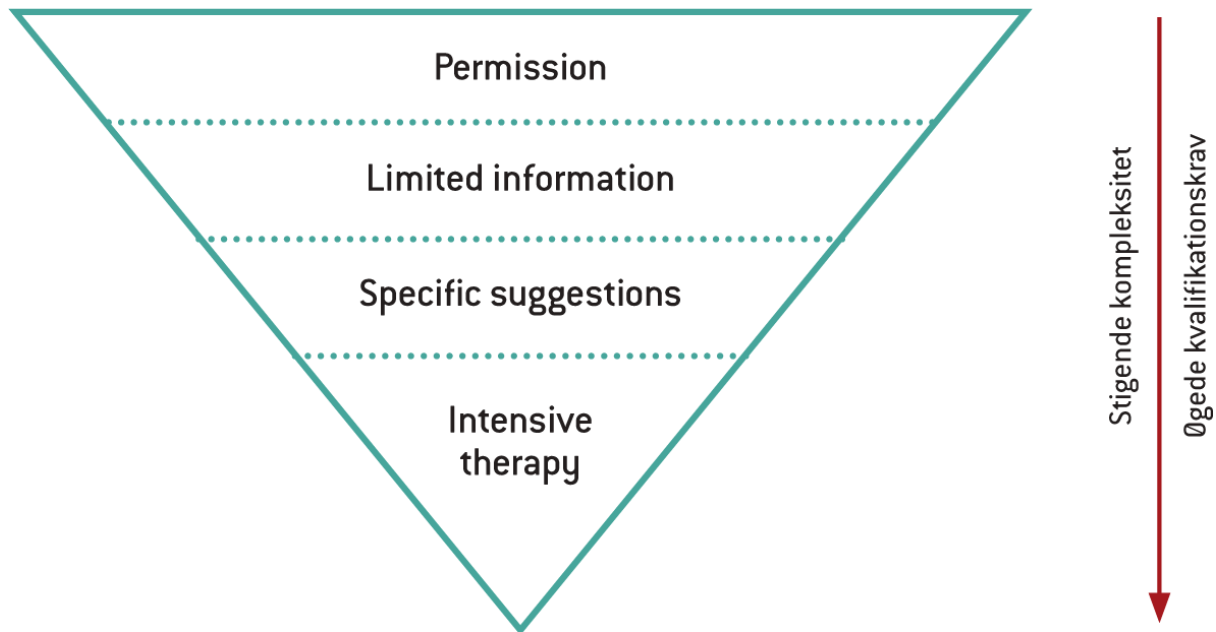 Permission
Limited information
Specific suggestions
Intensive
therapy
Stigende kompleksitet
Øgede kvalifikationskrav